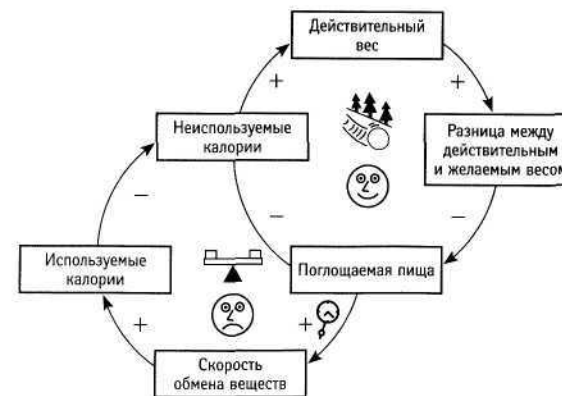 Действительный
вес
+
+
Неиспользуемые
калории
Разница между
действительным
и желаемым весом
−
−
−
Используемые
калории
Поглощаемая пища
+
+
Скорость
обмена веществ